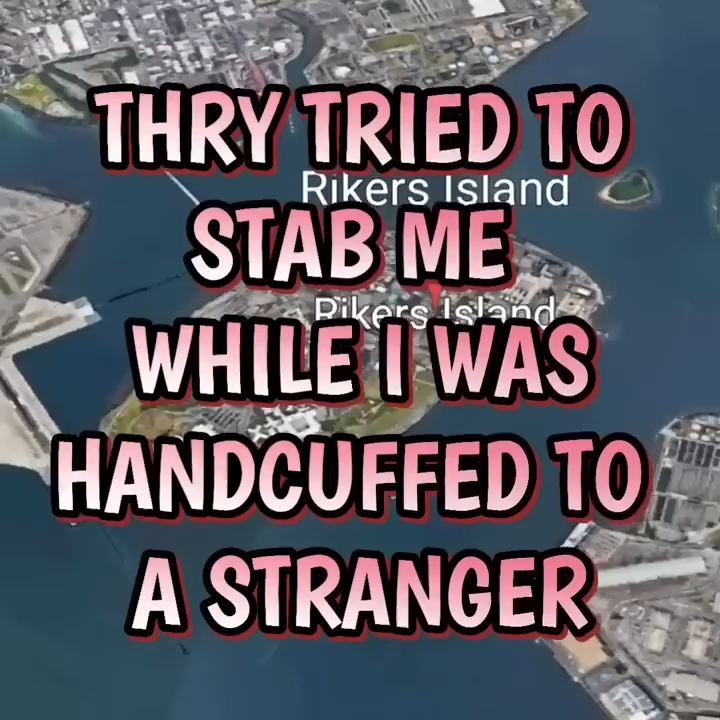 THRY TRIED TO
Rikers Island
STAB ME
Rikers Island
WHILE I WAS
HANDCUFFED TO
A STRANGER